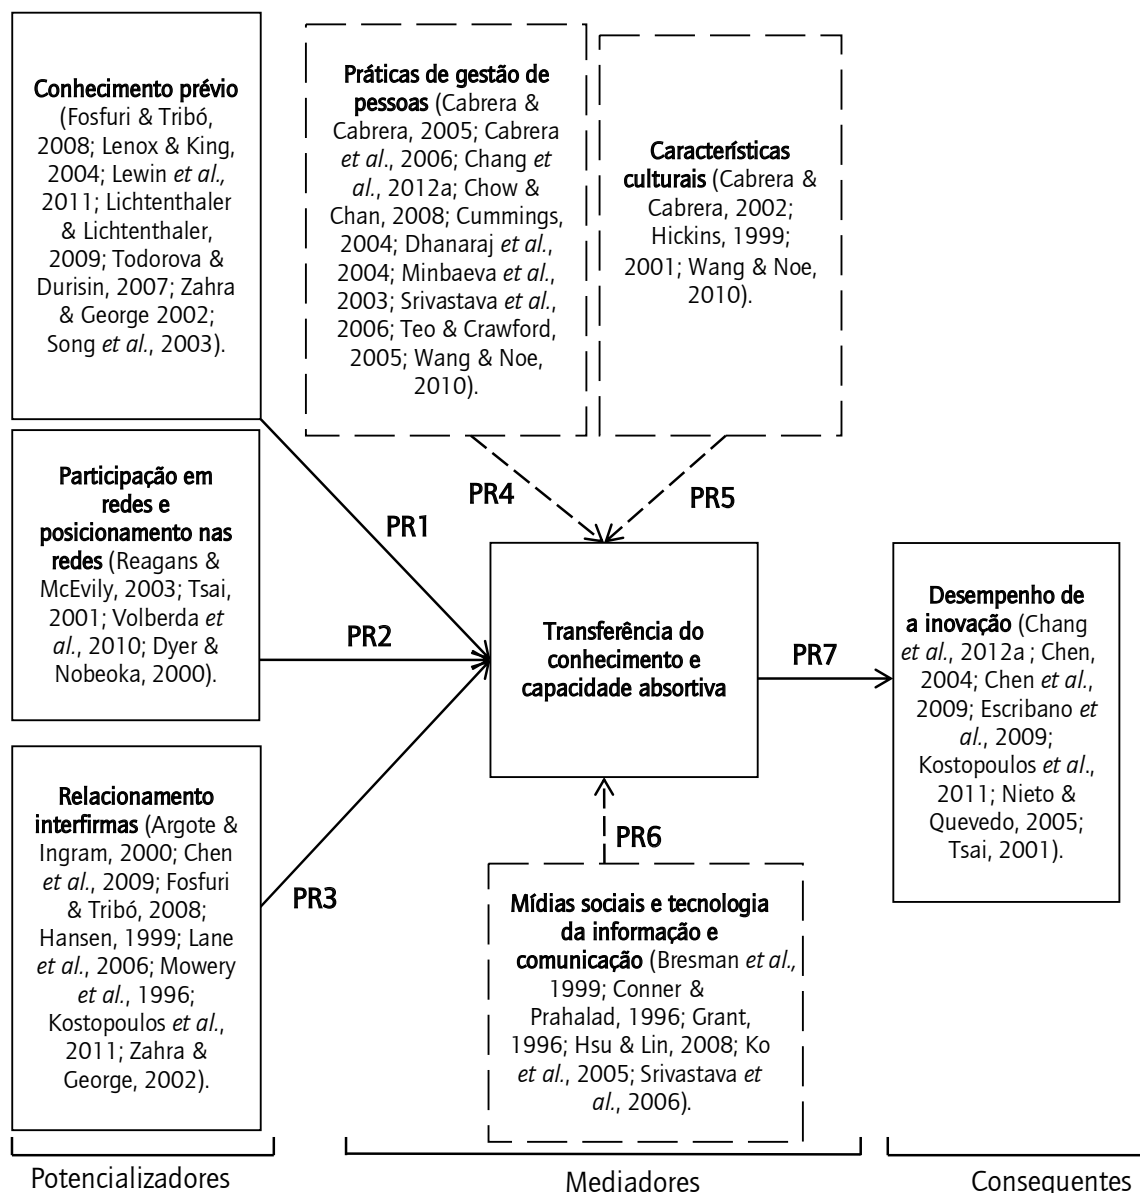 Conhecimento prévio
(Fosfuri & Tribó,
2008; Lenox & King,
2004; Lewin et al.,
2011; Lichtenthaler
& Lichtenthaler,
2009; Todorova &
Durisin, 2007; Zahra
& George 2002;
Song et al., 2003).
Práticas de gestão de
pessoas (Cabrera &
Cabrera, 2005; Cabrera
et al., 2006; Chang et
al., 2012a; Chow &
Chan, 2008; Cummings,
2004; Dhanaraj et al.,
2004; Minbaeva et al.,
2003; Srivastava et al.,
2006; Teo & Crawford,
2005; Wang & Noe,
2010).
Características
culturais (Cabrera &
Cabrera, 2002;
Hickins, 1999;
2001; Wang & Noe,
2010).
Participação em
redes e
posicionamento nas
redes (Reagans &
McEvily, 2003; Tsai,
2001; Volberda et
al., 2010; Dyer &
Nobeoka, 2000).
PR1
PR4
PR5
PR2
Transferência do
conhecimento e
capacidade absortiva
PR7
Desempenho de
a inovação (Chang
et al., 2012a ; Chen,
2004; Chen et al.,
2009; Escribano et
al., 2009;
Kostopoulos et al.,
2011; Nieto &
Quevedo, 2005;
Tsai, 2001).
Relacionamento
interfirmas (Argote &
Ingram, 2000; Chen
et al., 2009; Fosfuri
& Tribó, 2008;
Hansen, 1999; Lane
et al., 2006; Mowery
et al., 1996;
Kostopoulos et al.,
2011; Zahra &
George, 2002).
PR3
PR6
Mídias sociais e tecnologia
da informação e
comunicação (Bresman et al.,
1999; Conner &
Prahalad, 1996; Grant,
1996; Hsu & Lin, 2008; Ko
et al., 2005; Srivastava et
al., 2006).
Potencializadores
Mediadores
Consequentes